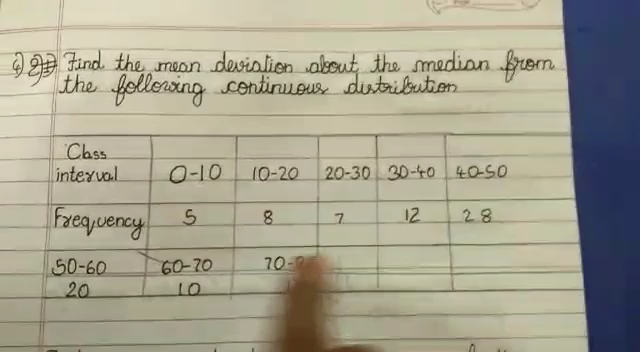 Find the mean deviation about the median from
the following continuous distribution
Class
interval 0-10 10-20 20-30 30-40 40-50
Frequency 5 8 7 12 28
50-60 60-70 70-
20 10